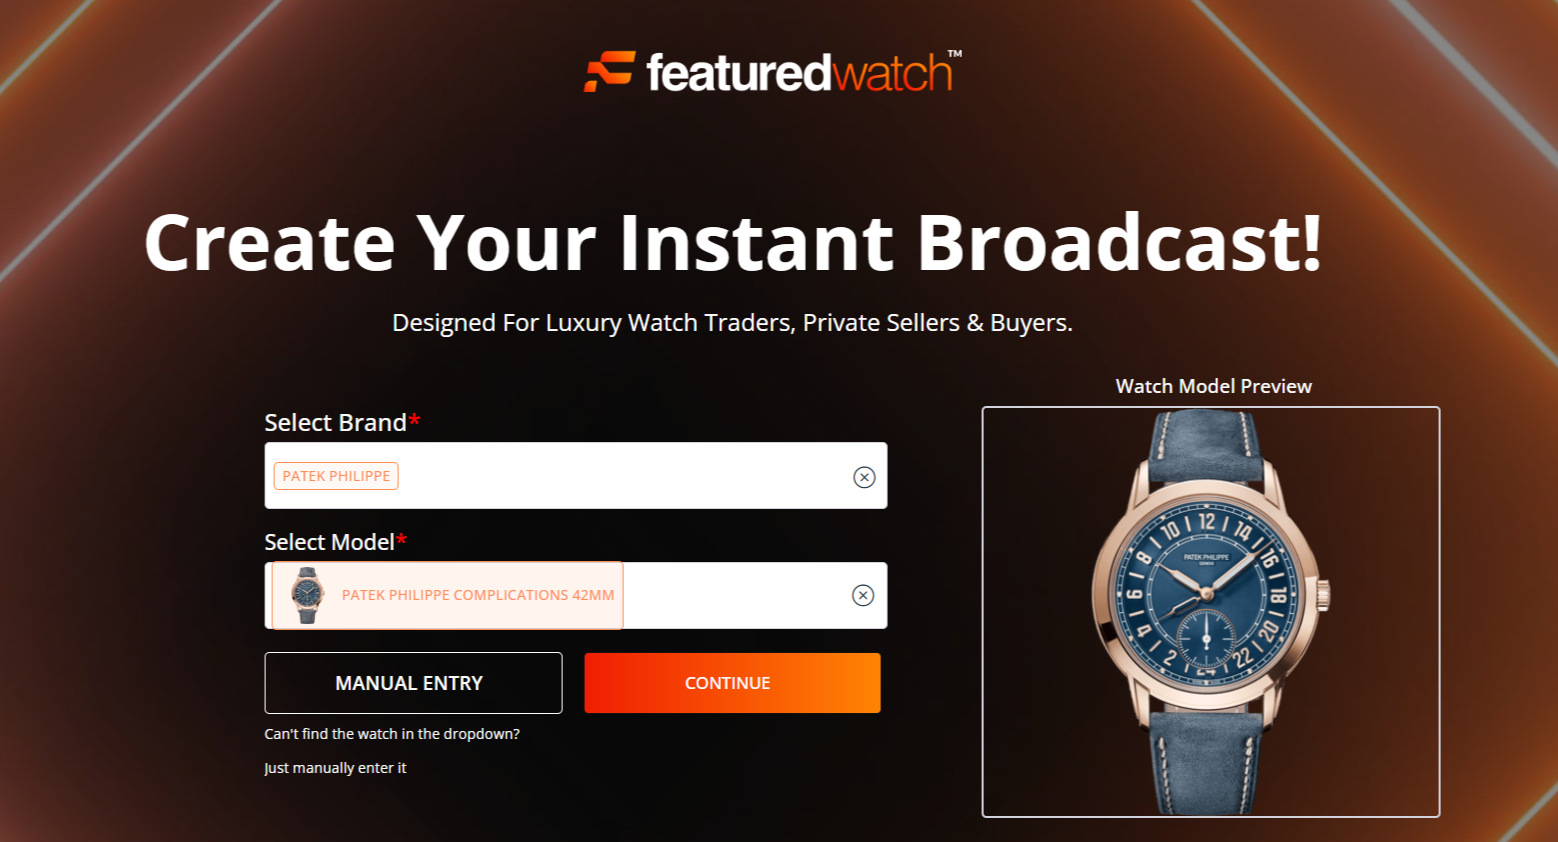 featuredwatch™
Create Your Instant Broadcast!
Designed For Luxury Watch Traders, Private Sellers & Buyers.
Select Brand*
PATEK PHILIPPE
Select Model*
PATEK PHILIPPE COMPLICATIONS 42MM
MANUAL ENTRY
CONTINUE
Can't find the watch in the dropdown?
Just manually enter it
Watch Model Preview
PATEK PHILIPPE
GENEVE
12
14
16
18
20
22
24
2
4
6
8
10